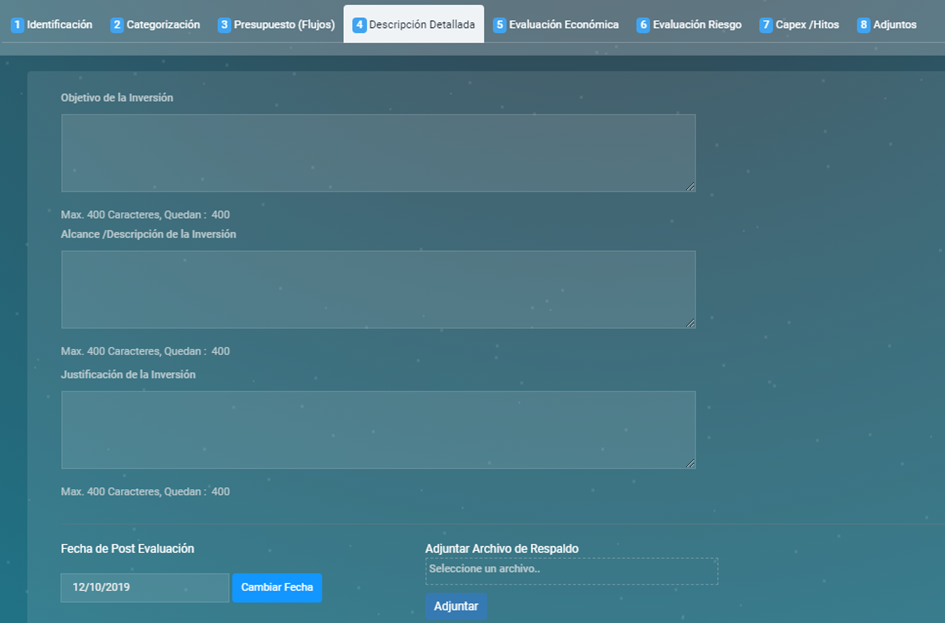 1 Identificación 2 Categorización 3 Presupuesto (Flujos) 4 Descripción Detallada 5 Evaluación Económica 6 Evaluación Riesgo 7 Capex /Hitos 8 Adjuntos
Objetivo de la Inversión
Max. 400 Caracteres, Quedan : 400
Alcance /Descripción de la Inversión
Max. 400 Caracteres, Quedan : 400
Justificación de la Inversión
Max. 400 Caracteres, Quedan : 400
Fecha de Post Evaluación
12/10/2019 Cambiar Fecha
Adjuntar Archivo de Respaldo
Seleccione un archivo..
Adjuntar